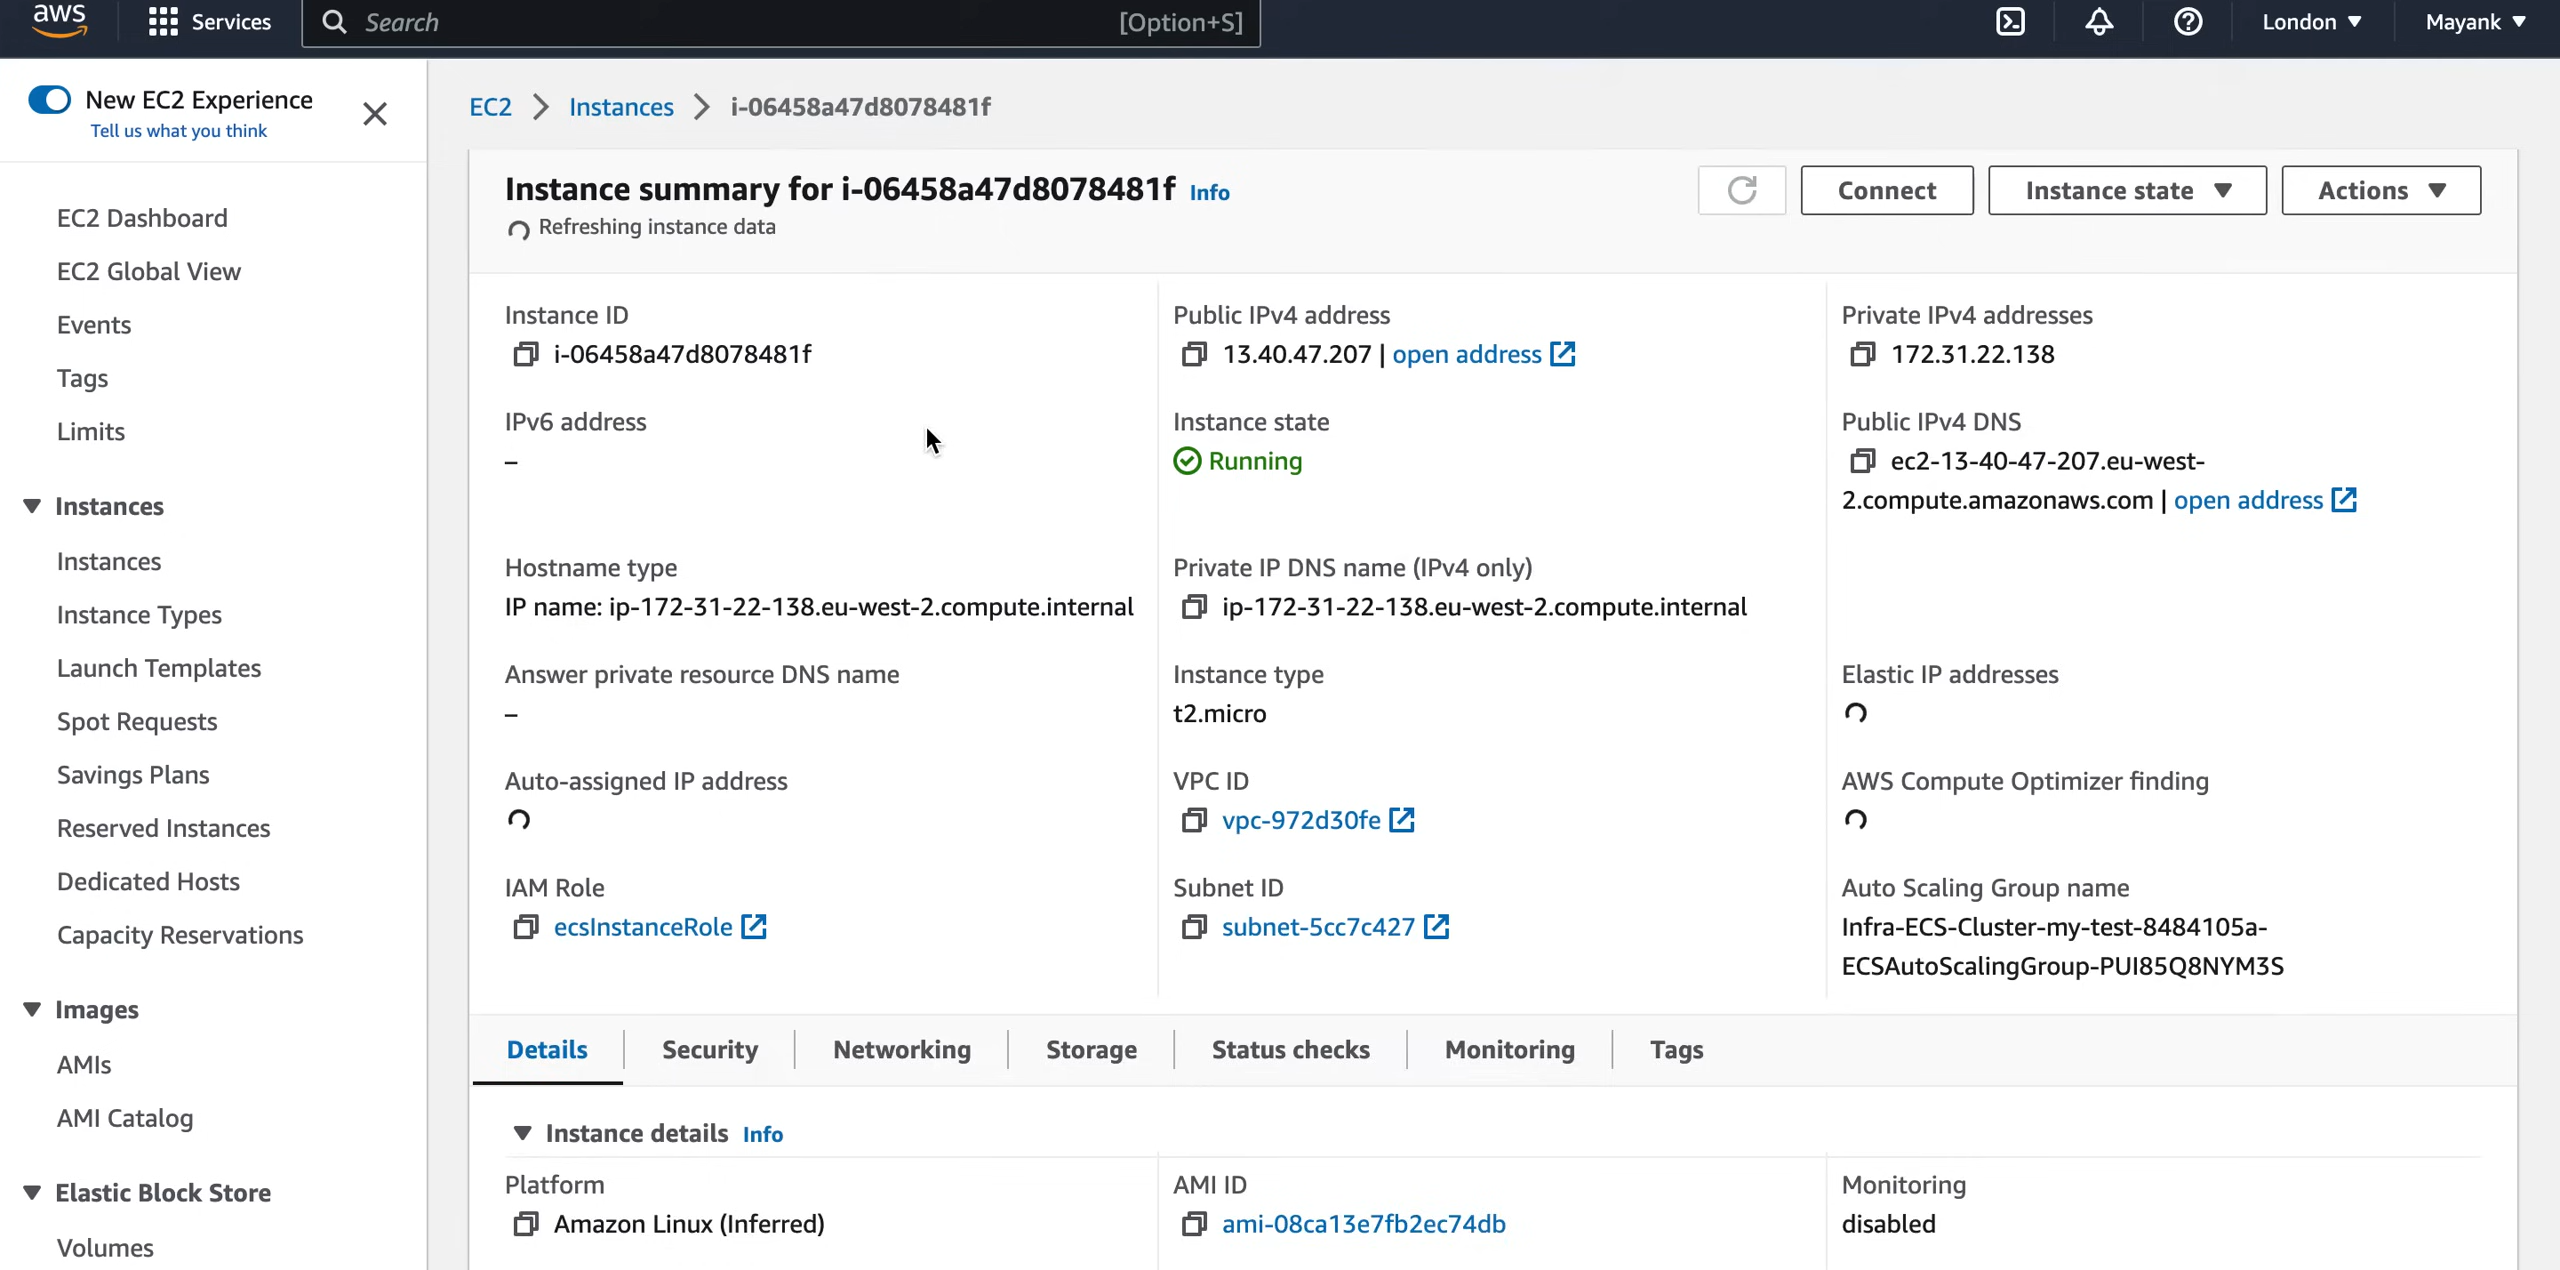 aws
Services
Search
[Option+S]
London
Mayank
New EC2 Experience
Tell us what you think
EC2 Dashboard
EC2 Global View
Events
Tags
Limits
Instances
Instances
Instance Types
Launch Templates
Spot Requests
Savings Plans
Reserved Instances
Dedicated Hosts
Capacity Reservations
Images
AMIs
AMI Catalog
Elastic Block Store
Volumes
EC2 > Instances > i-06458a47d8078481f
Instance summary for i-06458a47d8078481f Info
Refreshing instance data
Connect
Instance state
Actions
Instance ID
i-06458a47d8078481f
Public IPv4 address
13.40.47.207 | open address
Private IPv4 addresses
172.31.22.138
IPv6 address
–
Instance state
Running
Public IPv4 DNS
ec2-13-40-47-207.eu-west-
2.compute.amazonaws.com | open address
Hostname type
IP name: ip-172-31-22-138.eu-west-2.compute.internal
Private IP DNS name (IPv4 only)
ip-172-31-22-138.eu-west-2.compute.internal
Answer private resource DNS name
–
Instance type
t2.micro
Elastic IP addresses
Auto-assigned IP address
VPC ID
vpc-972d30fe
AWS Compute Optimizer finding
IAM Role
ecsInstanceRole
Subnet ID
subnet-5cc7c427
Auto Scaling Group name
Infra-ECS-Cluster-my-test-8484105a-
ECSAutoScalingGroup-PUI85Q8NYM3S
Details
Security
Networking
Storage
Status checks
Monitoring
Tags
Instance details Info
Platform
Amazon Linux (Inferred)
AMI ID
ami-08ca13e7fb2ec74db
Monitoring
disabled